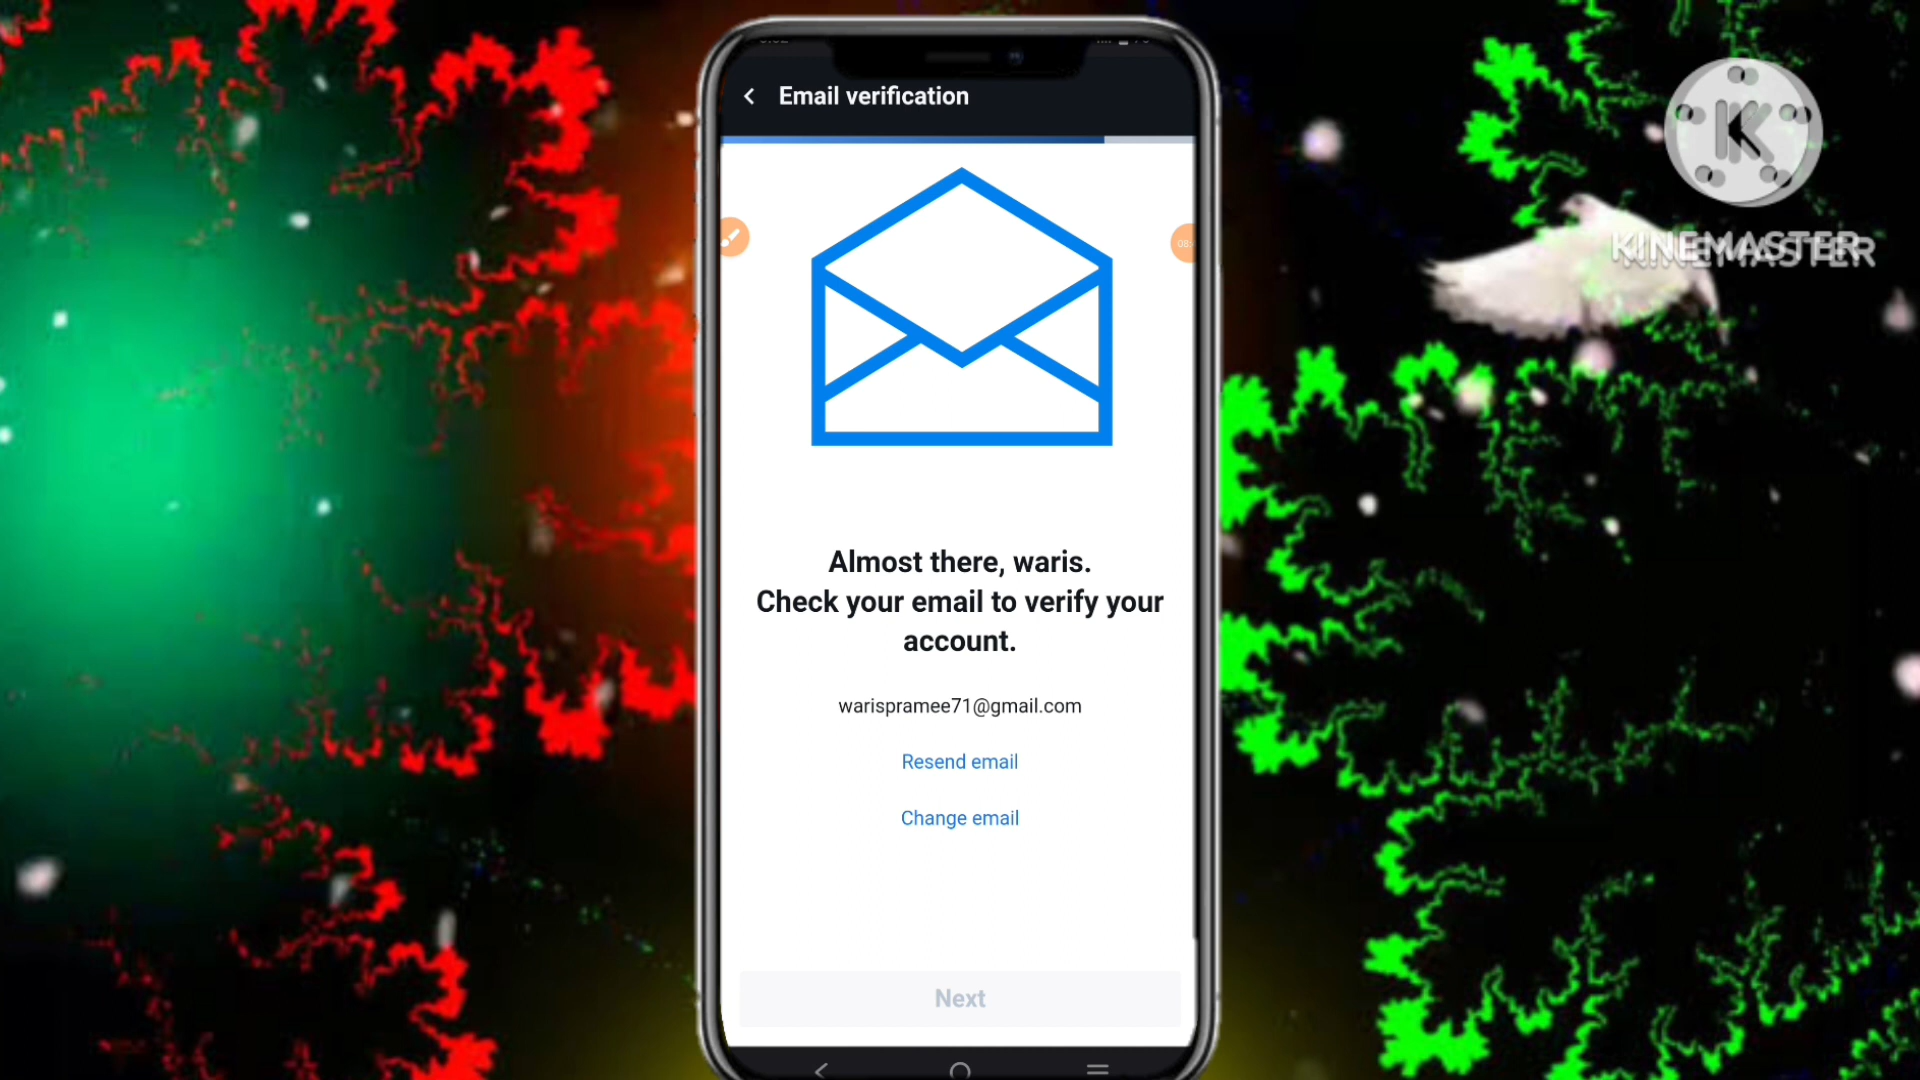 Email verification
KINEMASTER
KINEMASTER
Almost there, waris.
Check your email to verify your
account.
warispramee71@gmail.com
Resend email
Change email
Next